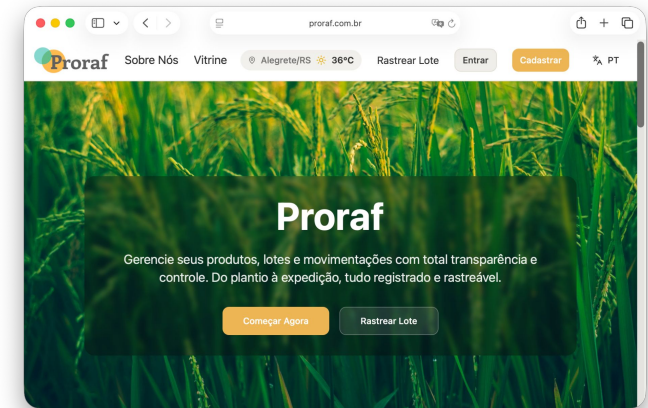 proraf.com.br
Proraf
Sobre Nós
Vitrine
Alegrete/RS
36°C
Rastrear Lote
Entrar
Cadastrar
PT
Proraf
Gerencie seus produtos, lotes e movimentações com total transparência e
controle. Do plantio à expedição, tudo registrado e rastreável.
Começar Agora
Rastrear Lote